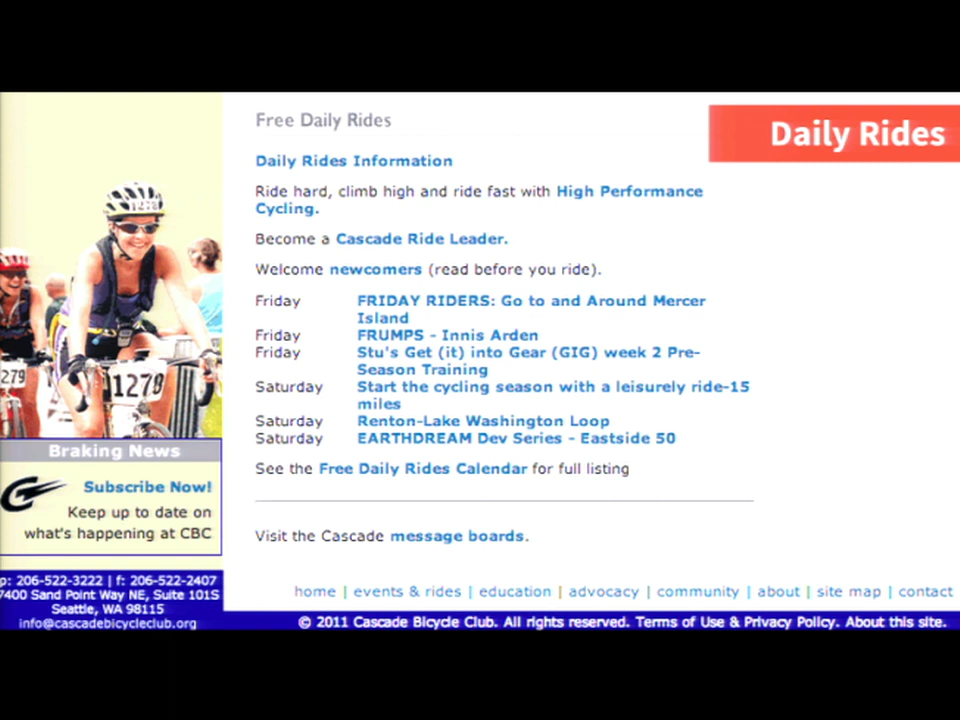 Free Daily Rides
Daily Rides
Daily Rides Information
Ride hard, climb high and ride fast with High Performance
Cycling.
Become a Cascade Ride Leader.
Welcome newcomers (read before you ride).
Friday FRIDAY RIDERS: Go to and Around Mercer
Island
Friday FRUMPS - Innis Arden
Friday Stu's Get (it) into Gear (GIG) week 2 Pre-
Season Training
Saturday Start the cycling season with a leisurely ride-15
miles
Saturday Renton-Lake Washington Loop
Saturday EARTHDREAM Dev Series - Eastside 50
See the Free Daily Rides Calendar for full listing
Visit the Cascade message boards.
1278
279
1278
Braking News
Subscribe Now!
Keep up to date on
what's happening at CBC
p: 206-522-3222 | f: 206-522-2407
7400 Sand Point Way NE, Suite 101S
Seattle, WA 98115
info@cascadebicycleclub.org
home | events & rides | education | advocacy | community | about | site map | contact
© 2011 Cascade Bicycle Club. All rights reserved. Terms of Use & Privacy Policy. About this site.